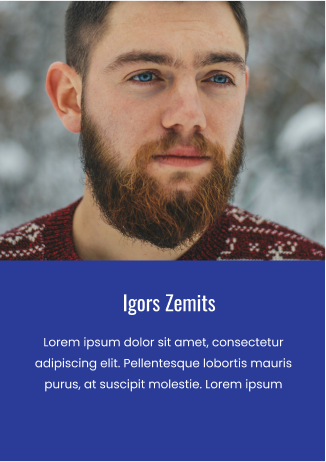 Igors Zemits
Lorem ipsum dolor sit amet, consectetur
adipiscing elit. Pellentesque lobortis mauris
purus, at suscipit molestie. Lorem ipsum